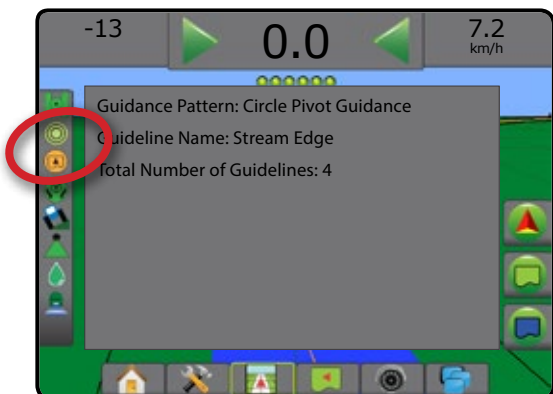 -13
0.0
7.2
km/h
Guidance Pattern: Circle Pivot Guidance
Guideline Name: Stream Edge
Total Number of Guidelines: 4